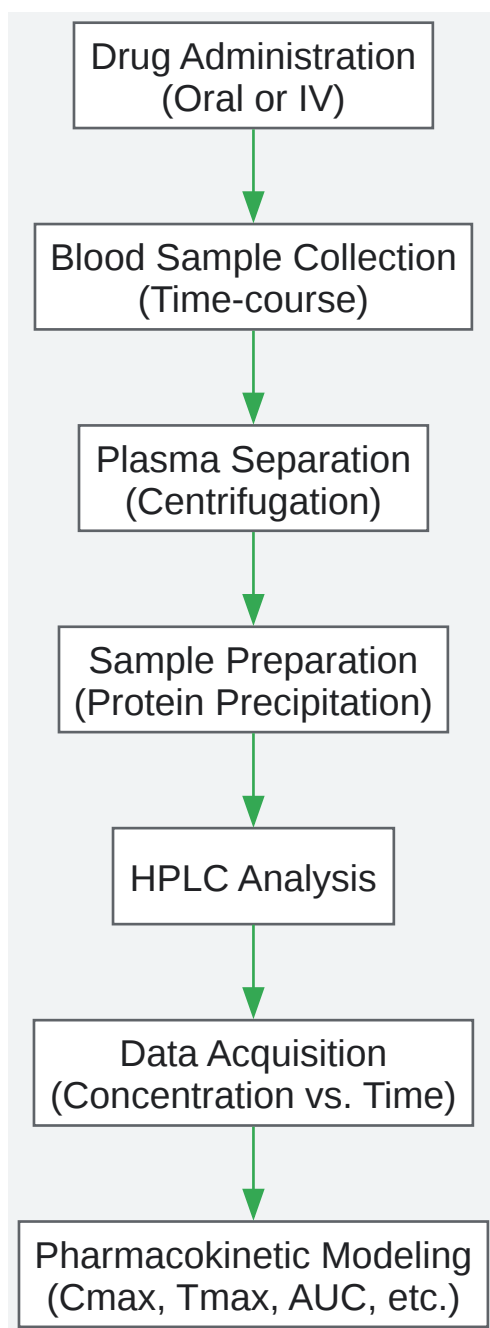 Drug Administration
(Oral or IV)
Blood Sample Collection
(Time-course)
Plasma Separation
(Centrifugation)
Sample Preparation
(Protein Precipitation)
HPLC Analysis
Data Acquisition
(Concentration vs. Time)
Pharmacokinetic Modeling
(Cmax, Tmax, AUC, etc.)